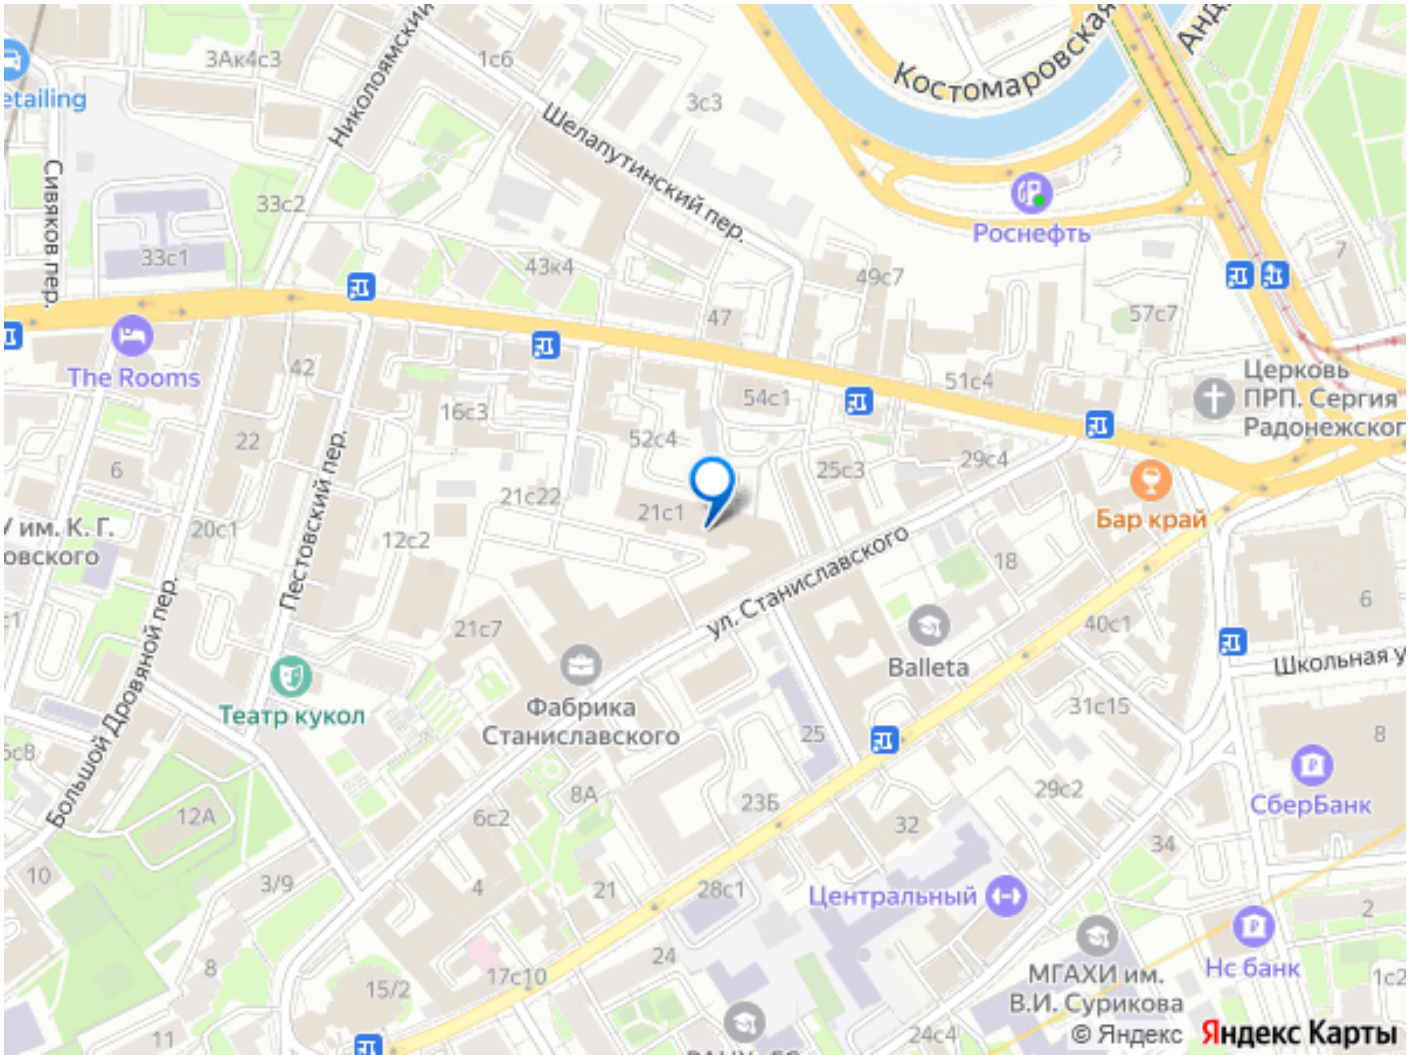 1с6
Николоямский
3Ак4с3
etailing
Шелапутинский пер.
3с3
Костомаровская
Сивяков пер.
33с2
33с1
43к4
Роснефть
49с7
7
47
57с7
The Rooms
42
16с3
54с1
51с4
Церковь
ПРП. Сергия
Радонежског
22
52с4
6
25с3
29с4
21с22
21с1
Бар край
У им. К. Г.
овского
20с1
Пестовский пер.
12с2
ул. Станиславского
18
6
40с1
21с7
Большой Дровяной пер.
Balleta
Школьная у
Театр кукол
Фабрика
Станиславского
25
31с15
8
8А
23Б
29с2
СберБанк
12А
6с2
32
34
10
3/9
4
21
28с1
Центральный
2
24
8
17с10
15/2
МГАХИ им.
В.И. Сурикова
Нс банк
1с2
11
24с4
© Яндекс
Яндекс Карты